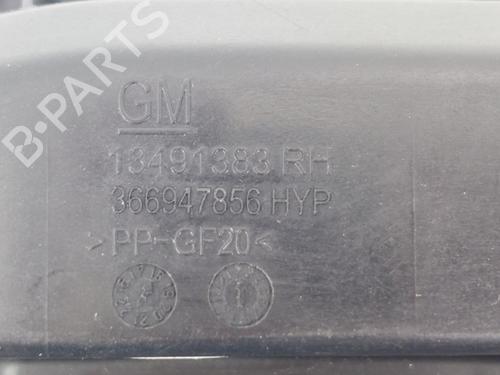 GM
13491383 RH
366947856 HYP
>PP-GF20<
B-PARTS